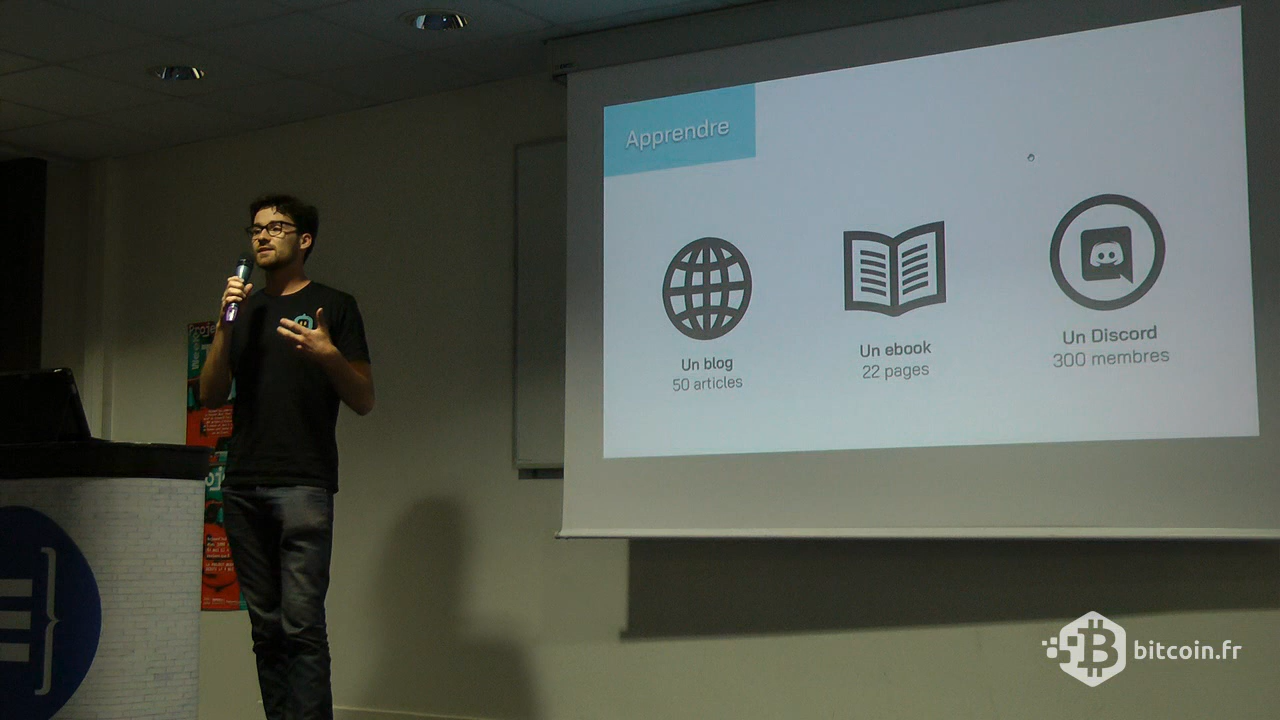 Apprendre
Un blog
50 articles
Un ebook
22 pages
Un Discord
300 membres
bitcoin.fr